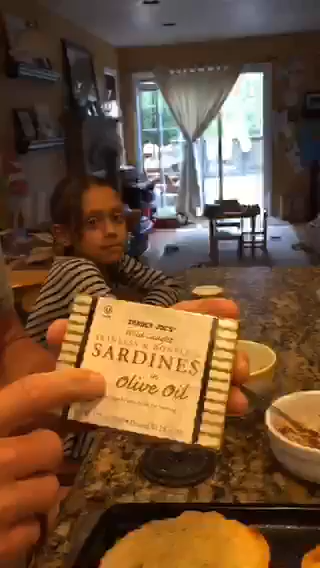 TRADER JOE'S
Wild-caught
SKINLESS & BONELESS
SARDINES
in
Olive Oil